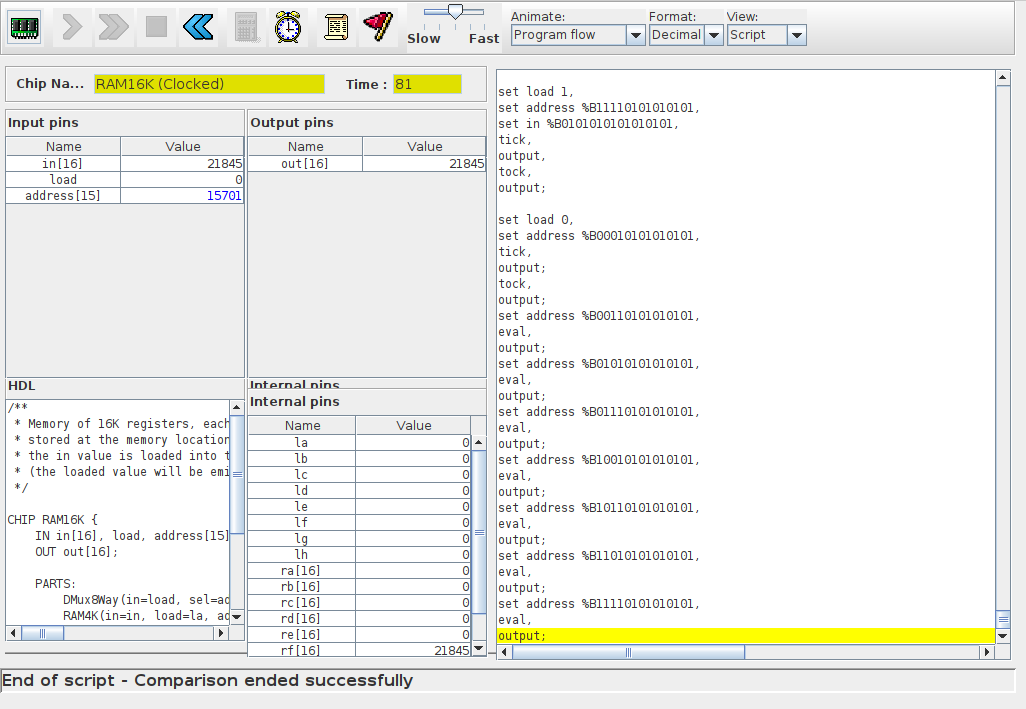 Slow Fast
Animate:
Program flow
Format:
Decimal
View:
Script
Chip Na...
RAM16K (Clocked)
Time :
81
Input pins
Name Value
in[16] 21845
load 0
address[15] 15701
Output pins
Name Value
out[16] 21845
HDL
/**
* Memory of 16K registers, each
* stored at the memory location
* the in value is loaded into t
* (the loaded value will be emi
*/
CHIP RAM16K {
IN in[16], load, address[15]
OUT out[16];
PARTS:
DMux8Way(in=load, sel=ad
RAM4K(in=in, load=la, ad
Internal pins
Internal pins
Name Value
la 0
lb 0
lc 0
ld 0
le 0
lf 0
lg 0
lh 0
ra[16] 0
rb[16] 0
rc[16] 0
rd[16] 0
re[16] 0
rf[16] 21845
set load 1,
set address %B11110101010101,
set in %B0101010101010101,
tick,
output,
tock,
output;
set load 0,
set address %B00010101010101,
tick,
output;
tock,
output;
set address %B00110101010101,
eval,
output;
set address %B01010101010101,
eval,
output;
set address %B01110101010101,
eval,
output;
set address %B10010101010101,
eval,
output;
set address %B10110101010101,
eval,
output;
set address %B11010101010101,
eval,
output;
set address %B11110101010101,
eval,
output;
End of script - Comparison ended successfully